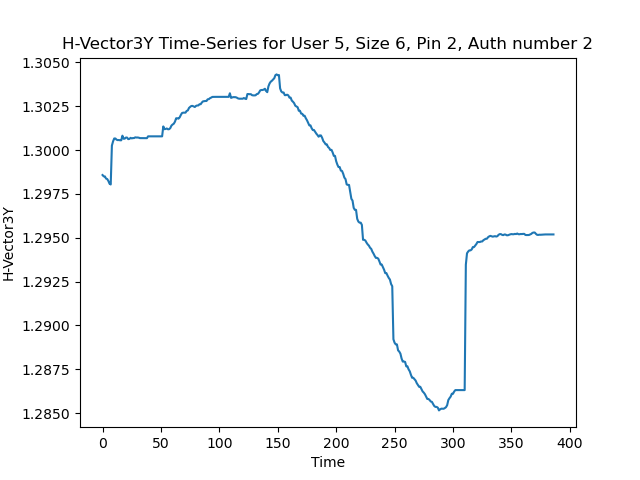 H-Vector3Y Time-Series for User 5, Size 6, Pin 2, Auth number 2
1.3050
1.3025
1.3000
1.2975
1.2950
1.2925
1.2900
1.2875
1.2850
H-Vector3Y
0 50 100 150 200 250 300 350 400
Time